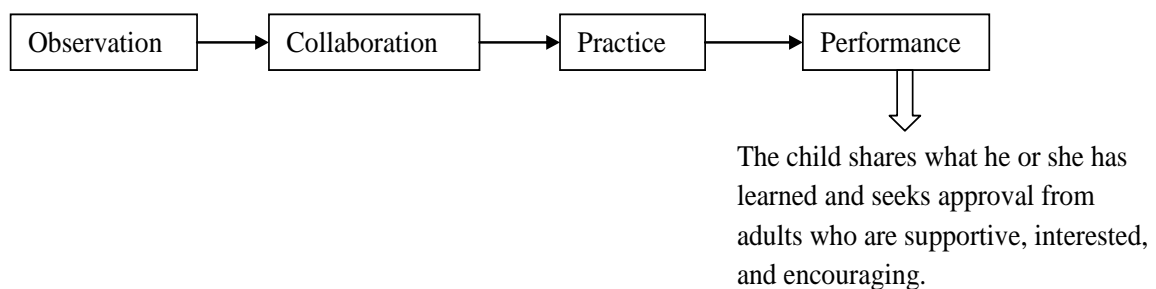 Observation
Collaboration
Practice
Performance
The child shares what he or she has
learned and seeks approval from
adults who are supportive, interested,
and encouraging.